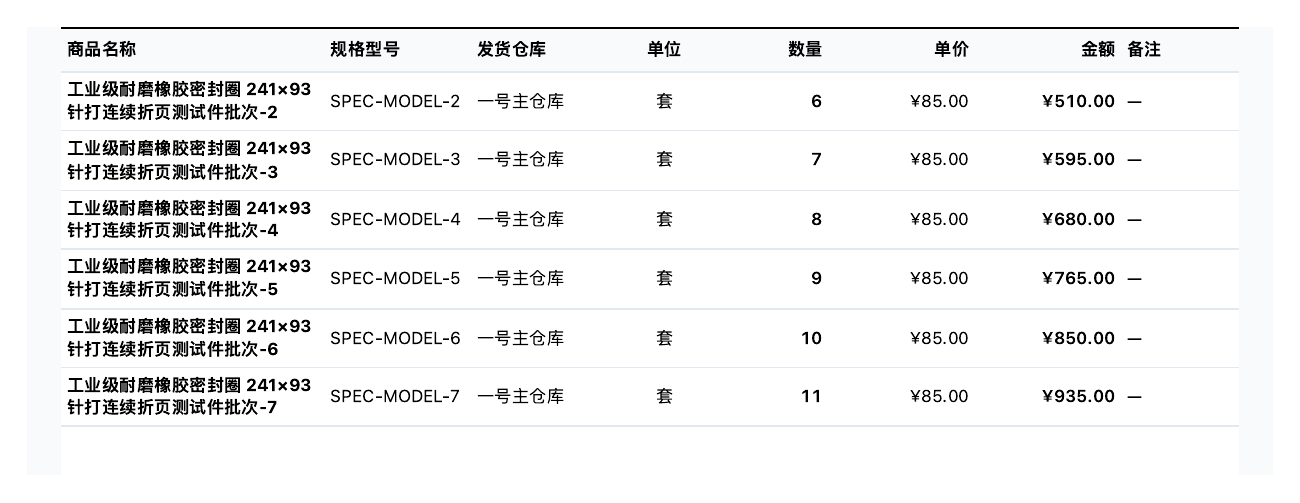 商品名称 规格型号 发货仓库 单位 数量 单价 金额 备注
工业级耐磨橡胶密封圈 241×93
针打连续折页测试件批次-2 SPEC-MODEL-2 一号主仓库 套 6 ¥85.00 ¥510.00 —
工业级耐磨橡胶密封圈 241×93
针打连续折页测试件批次-3 SPEC-MODEL-3 一号主仓库 套 7 ¥85.00 ¥595.00 —
工业级耐磨橡胶密封圈 241×93
针打连续折页测试件批次-4 SPEC-MODEL-4 一号主仓库 套 8 ¥85.00 ¥680.00 —
工业级耐磨橡胶密封圈 241×93
针打连续折页测试件批次-5 SPEC-MODEL-5 一号主仓库 套 9 ¥85.00 ¥765.00 —
工业级耐磨橡胶密封圈 241×93
针打连续折页测试件批次-6 SPEC-MODEL-6 一号主仓库 套 10 ¥85.00 ¥850.00 —
工业级耐磨橡胶密封圈 241×93
针打连续折页测试件批次-7 SPEC-MODEL-7 一号主仓库 套 11 ¥85.00 ¥935.00 —